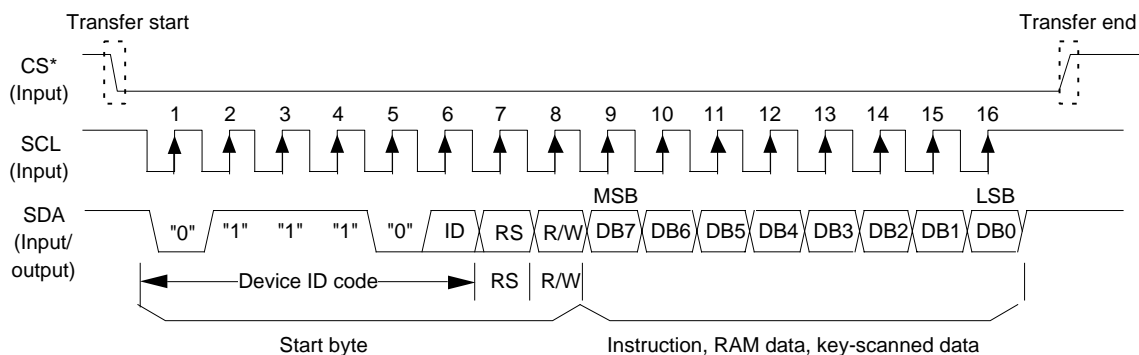 Transfer start
Transfer end
CS*
(Input)
1 2 3 4 5 6 7 8 9 10 11 12 13 14 15 16
SCL
(Input)
MSB
LSB
SDA
(Input/
output)
"0" "1" "1" "1" "0" ID RS R/W DB7 DB6 DB5 DB4 DB3 DB2 DB1 DB0
Device ID code
RS
R/W
Start byte
Instruction, RAM data, key-scanned data